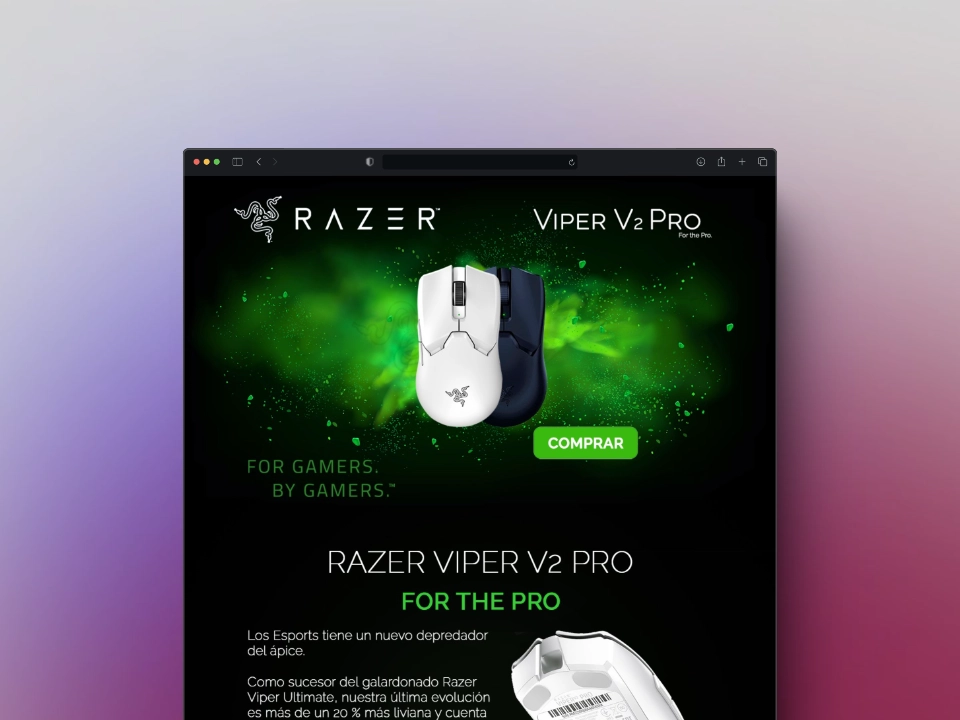 RAZER™
VIPER V2 PRO
For the Pro.
COMPRAR
FOR GAMERS.
BY GAMERS.™
RAZER VIPER V2 PRO
FOR THE PRO
Los Esports tiene un nuevo depredador
del ápice.
Como sucesor del galardonado Razer
Viper Ultimate, nuestra última evolución
es más de un 20 % más liviana y cuenta